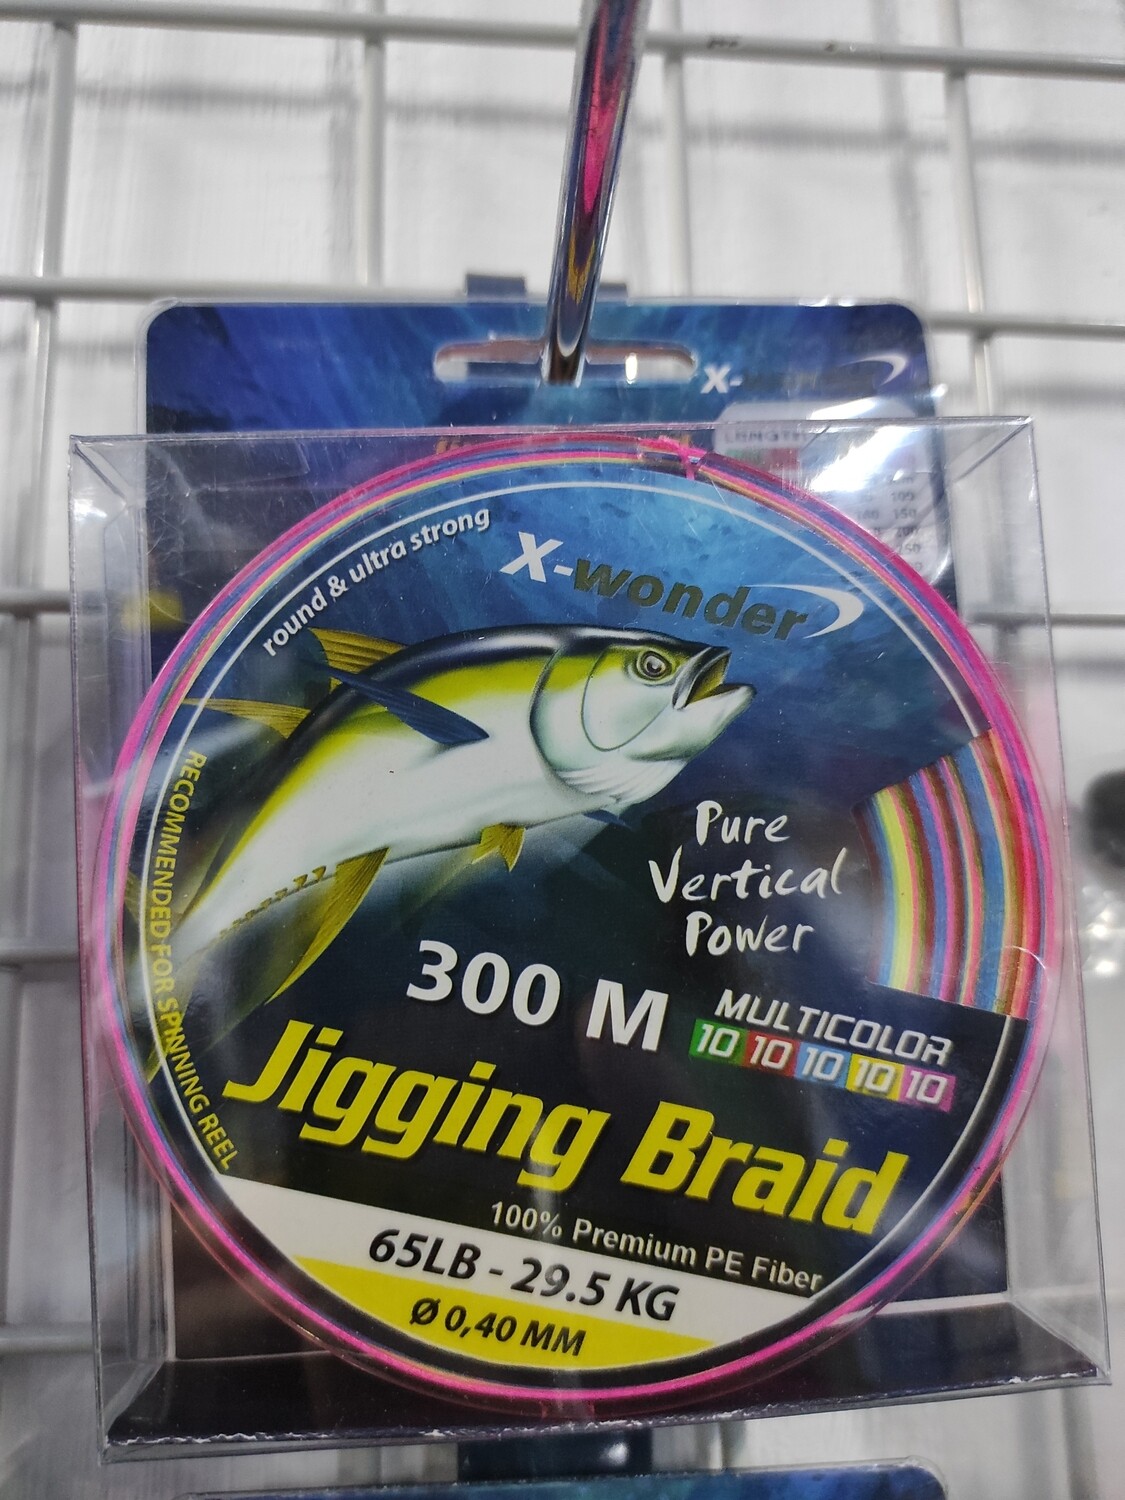 X-
LENGTH
round & ultra strong
X-wonder
RECOMMENDED FOR SPINNING REEL
Pure
Vertical
Power
300 M
MULTICOLOR
10 10 10 10 10
Jigging Braid
100% Premium PE Fiber
65LB - 29.5 KG
Ø 0,40 MM